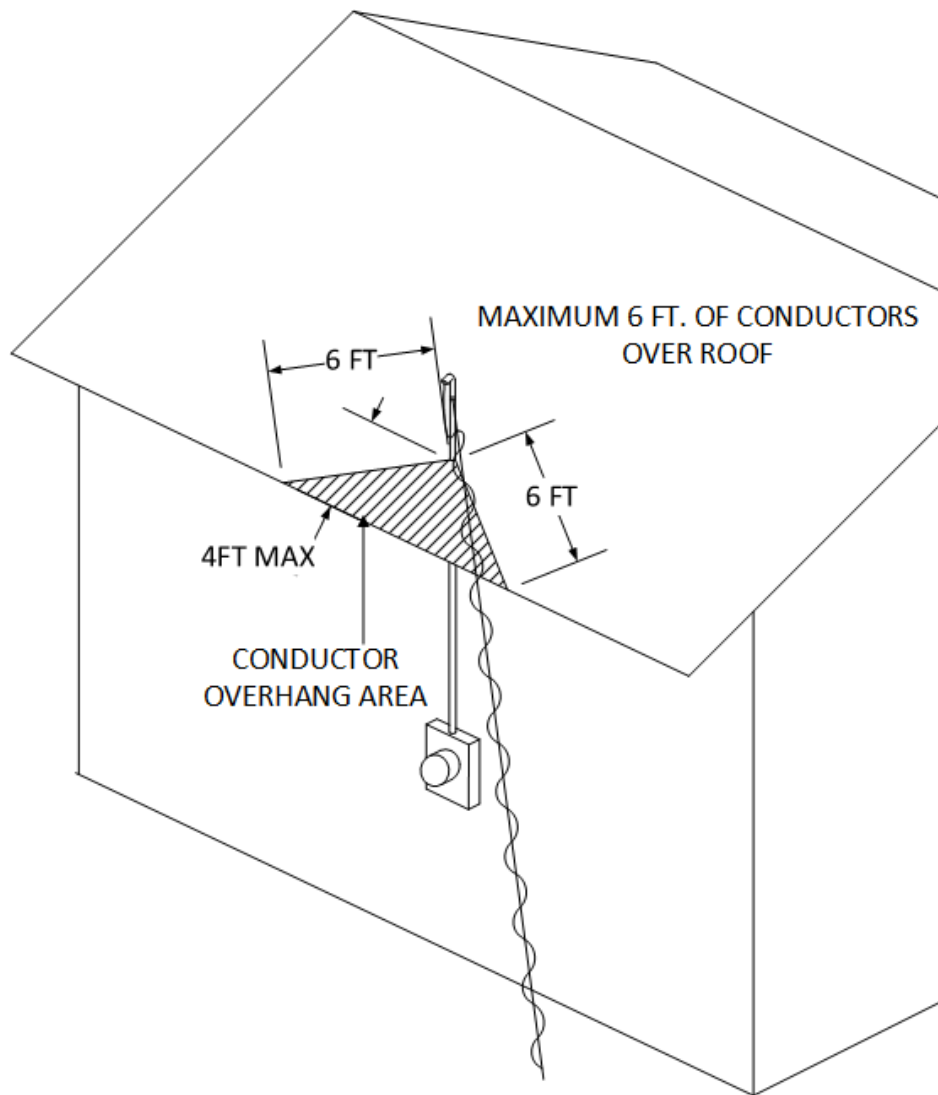 MAXIMUM 6 FT. OF CONDUCTORS
OVER ROOF
6 FT
6 FT
4FT MAX
CONDUCTOR
OVERHANG AREA